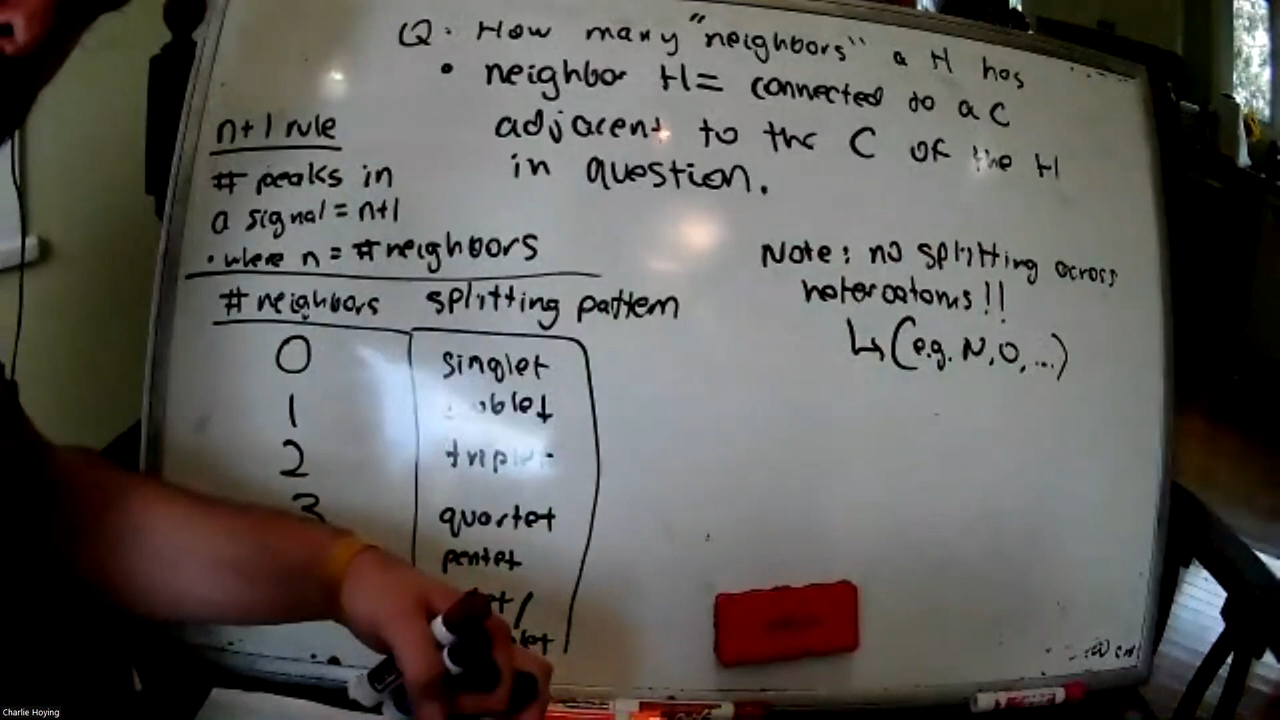 Q: How many "neighbors" a H has
• neighbor H = connected to a C
adjacent to the C of the H
in question.
n+1 rule
# peaks in
a signal = n+1
• where n = # neighbors
# neighbors splitting pattern
0 singlet
1
2
3 quartet
pentet
Note: no splitting across
heteroatoms!!
↳ (e.g. N, O, ...)
Charlie Hoying